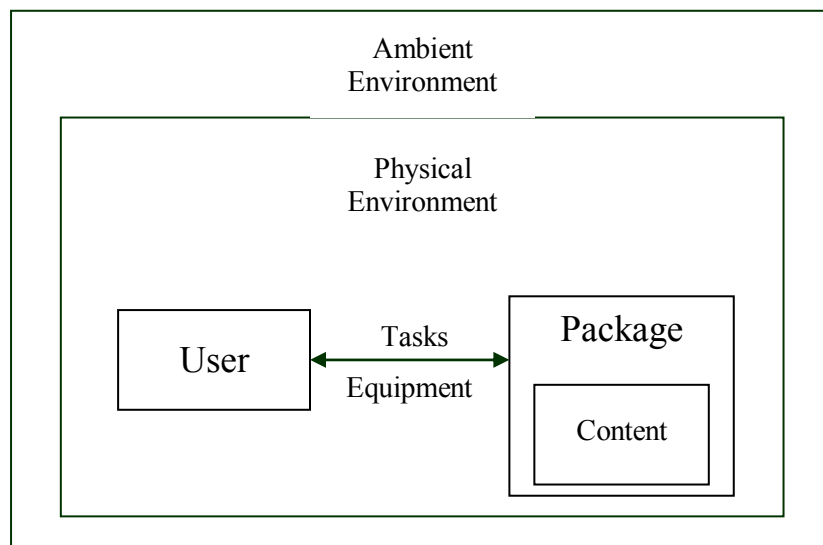 Ambient
Environment
Physical
Environment
User
Tasks
Equipment
Package
Content